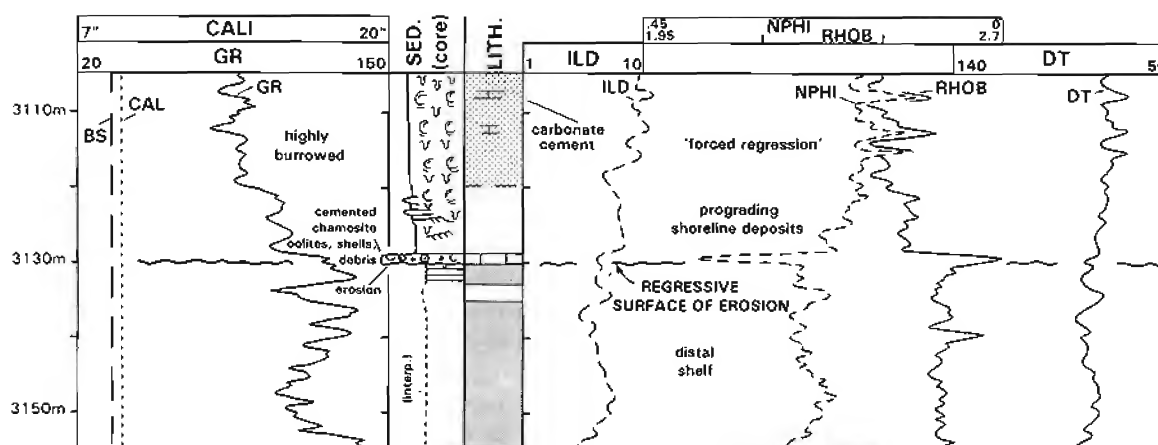 7" CALI 20"
20 GR 150
SED. (core)
LITH.
1 ILD 10
.45 NPHI 0
1.95 RHOB 2.7
140 DT
3110m
3130m
3150m
BS
CAL
GR
highly
burrowed
cemented
chamosite
(oolites, shells)
debris
erosion
(interp.)
carbonate
cement
ILD
NPHI
RHOB
DT
'forced regression'
prograding
shoreline deposits
REGRESSIVE
SURFACE OF EROSION
distal
shelf